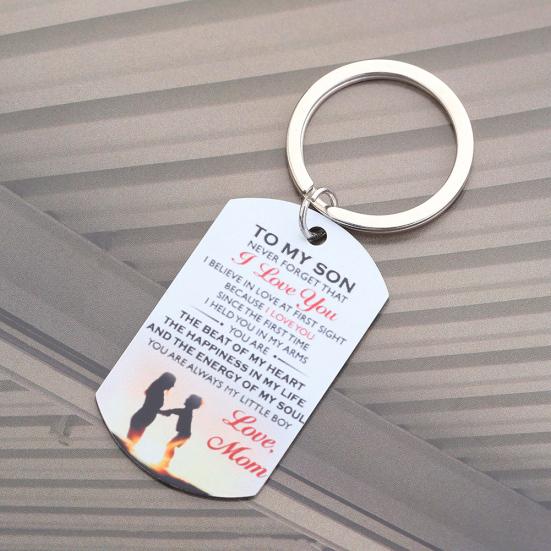 TO MY SON
NEVER FORGET THAT
I Love You
I BELIEVE IN LOVE AT FIRST SIGHT
BECAUSE I LOVE YOU
SINCE THE FIRST TIME
I HELD YOU IN MY ARMS
YOU ARE
THE BEAT OF MY HEART
THE HAPPINESS IN MY LIFE
AND THE ENERGY OF MY SOUL
YOU ARE ALWAYS MY LITTLE BOY
Love,
Mom